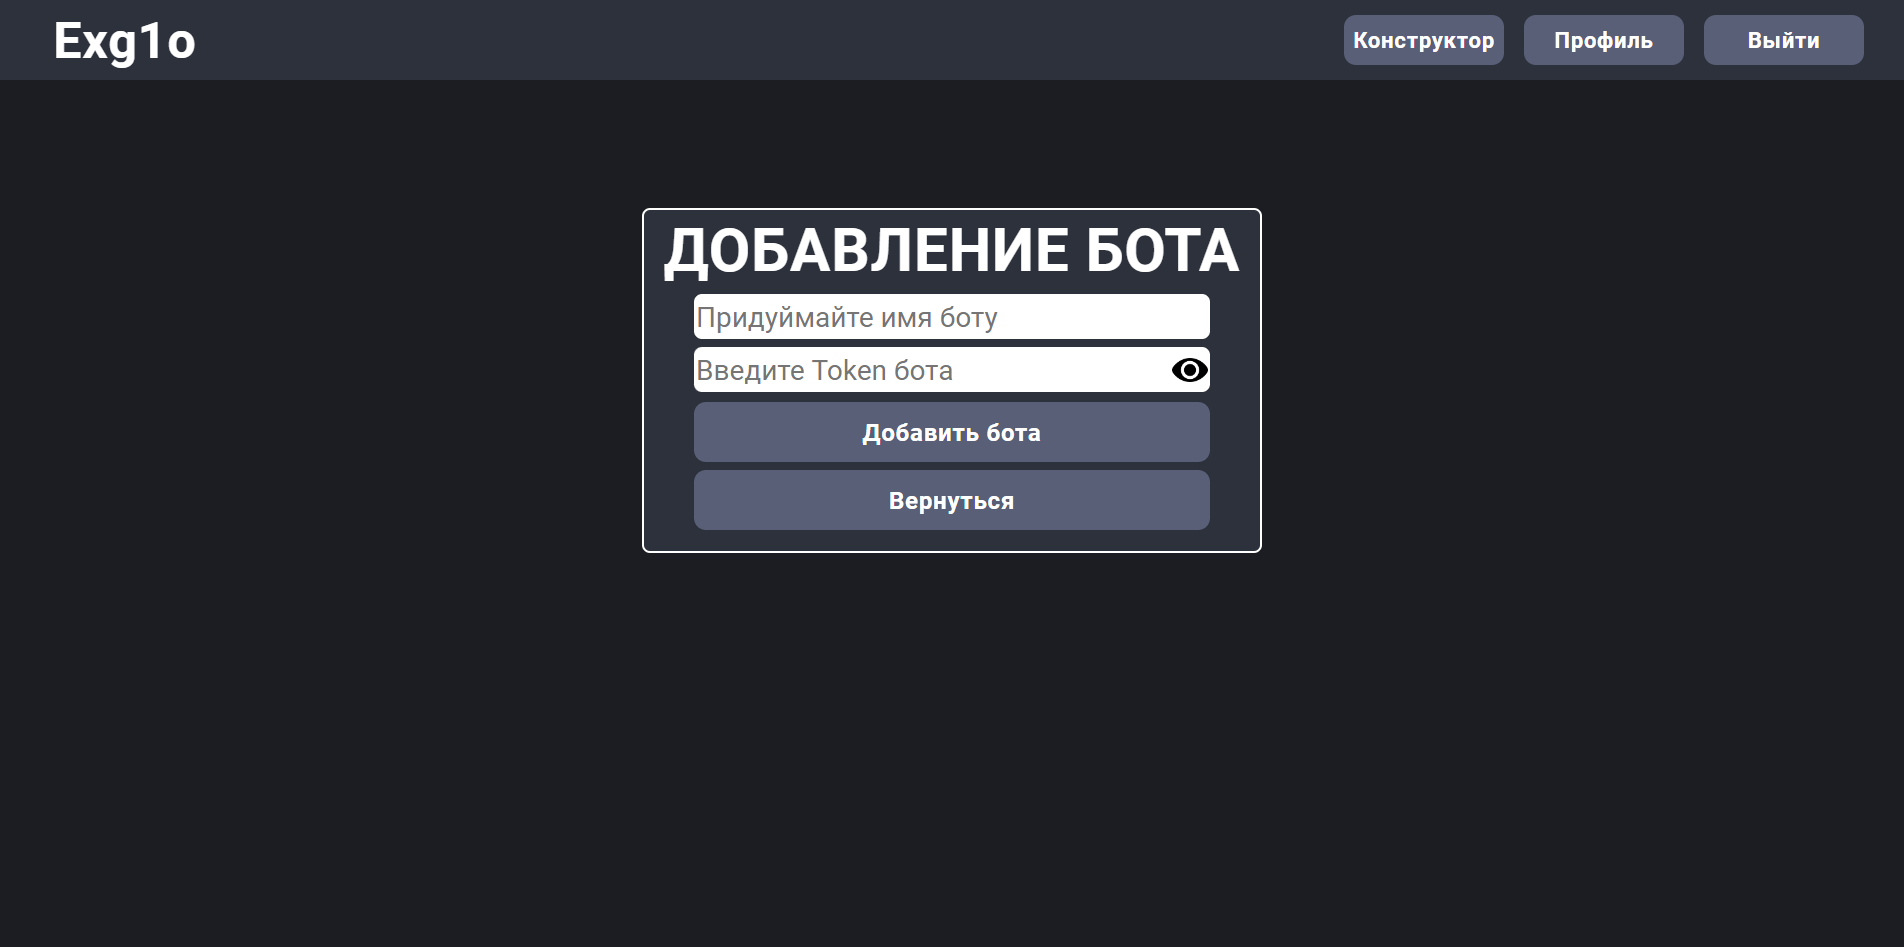 Exg1o
Конструктор
Профиль
Выйти
ДОБАВЛЕНИЕ БОТА
Придуймайте имя боту
Введите Token бота
Добавить бота
Вернуться